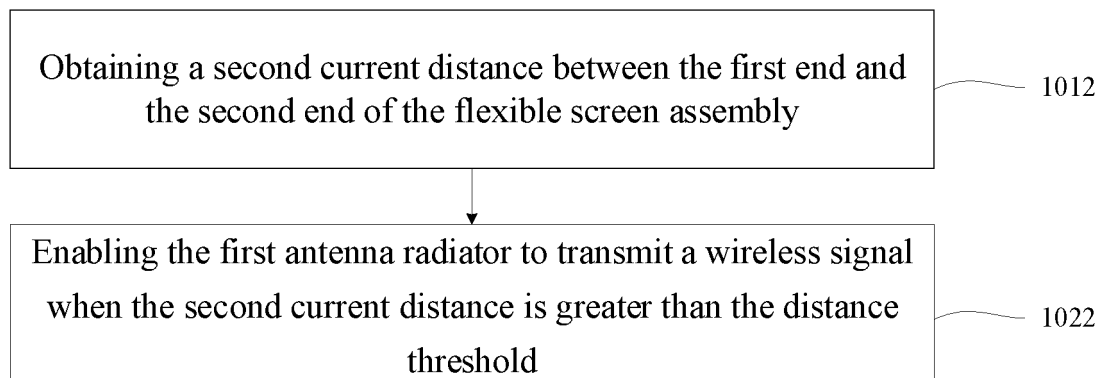 Obtaining a second current distance between the first end and
the second end of the flexible screen assembly
1012
Enabling the first antenna radiator to transmit a wireless signal
when the second current distance is greater than the distance
threshold
1022